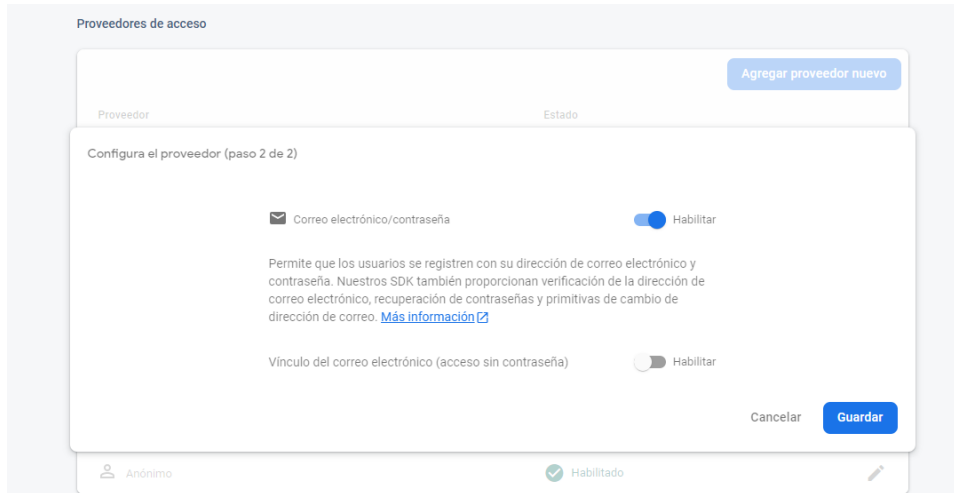 Proveedores de acceso
Agregar proveedor nuevo
Proveedor Estado
Configura el proveedor (paso 2 de 2)
Correo electrónico/contraseña Habilitar
Permite que los usuarios se registren con su dirección de correo electrónico y
contraseña. Nuestros SDK también proporcionan verificación de la dirección de
correo electrónico, recuperación de contraseñas y primitivas de cambio de
dirección de correo. Más información
Vínculo del correo electrónico (acceso sin contraseña) Habilitar
Cancelar Guardar
Anónimo Habilitado